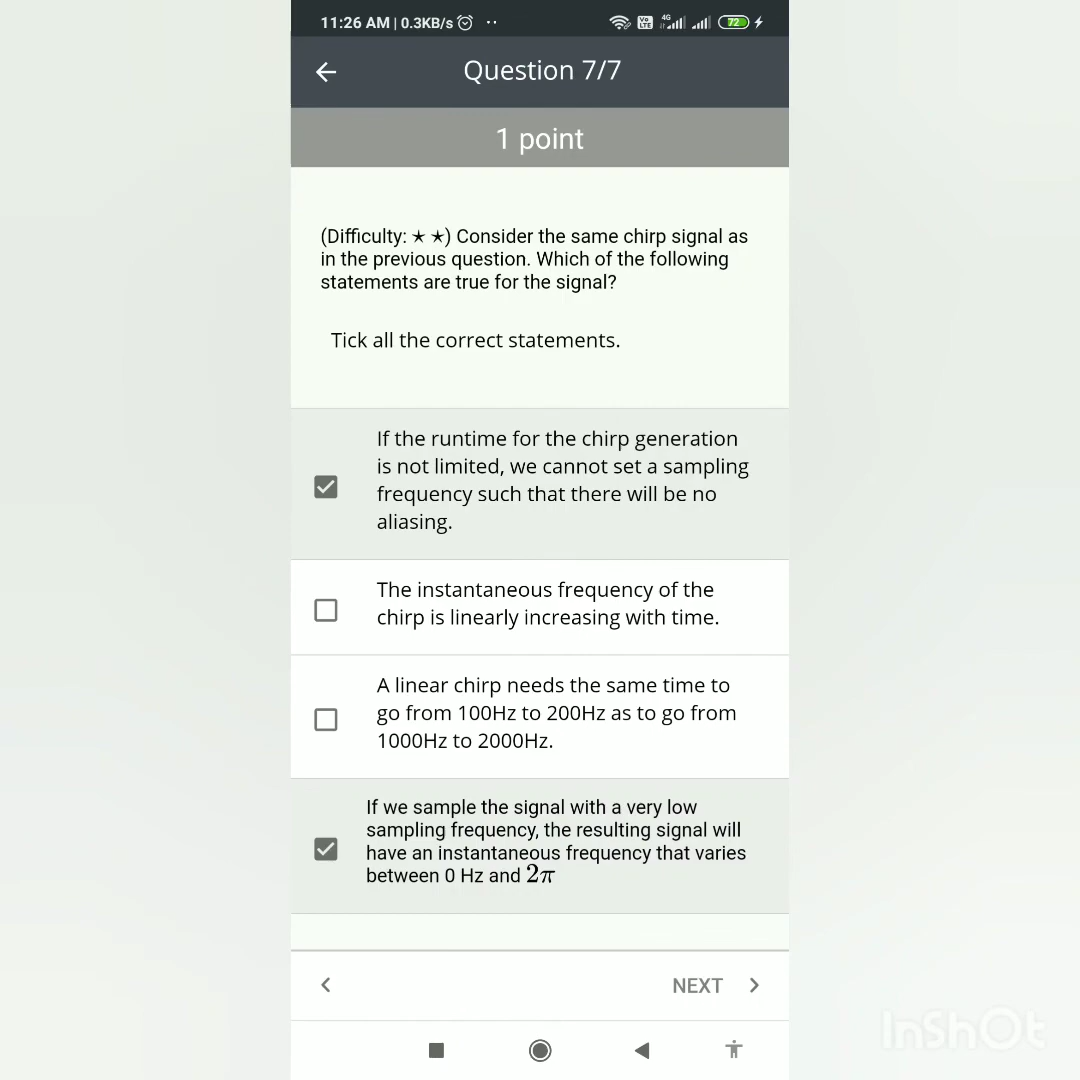 11:26 AM | 0.3KB/s
Vo LTE 4G 72
Question 7/7
1 point
(Difficulty: ★ ★) Consider the same chirp signal as
in the previous question. Which of the following
statements are true for the signal?
Tick all the correct statements.
If the runtime for the chirp generation
is not limited, we cannot set a sampling
frequency such that there will be no
aliasing.
The instantaneous frequency of the
chirp is linearly increasing with time.
A linear chirp needs the same time to
go from 100Hz to 200Hz as to go from
1000Hz to 2000Hz.
If we sample the signal with a very low
sampling frequency, the resulting signal will
have an instantaneous frequency that varies
between 0 Hz and 2π
NEXT
InShOt